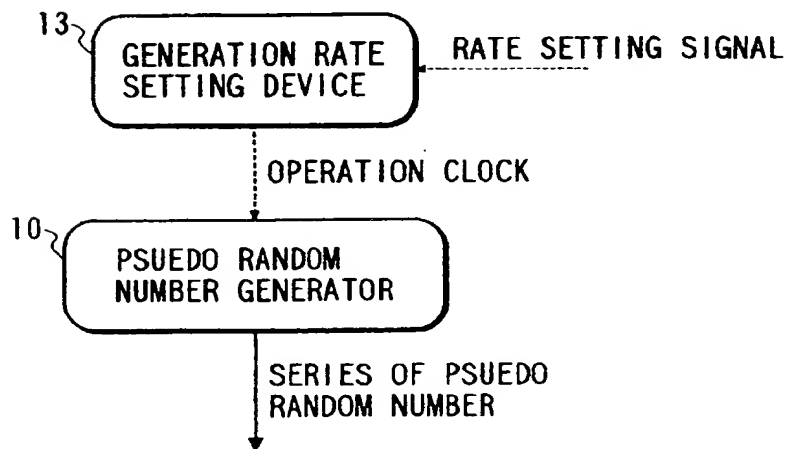 13
GENERATION RATE
SETTING DEVICE
RATE SETTING SIGNAL
OPERATION CLOCK
10
PSUEDO RANDOM
NUMBER GENERATOR
SERIES OF PSUEDO
RANDOM NUMBER